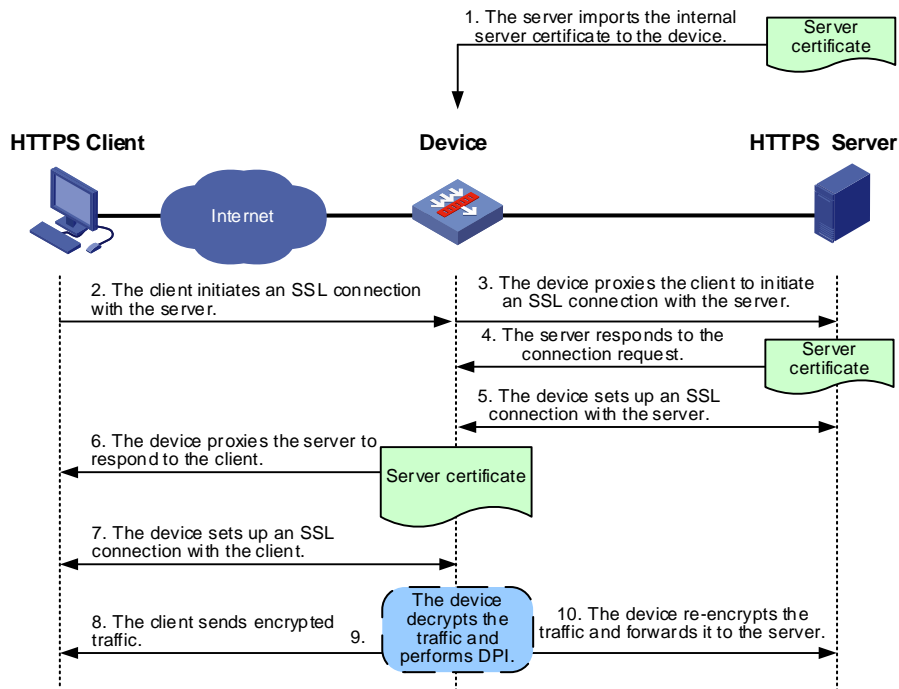 1. The server imports the internal
server certificate to the device.
Server
certificate
HTTPS Client
Device
HTTPS Server
Internet
2. The client initiates an SSL connection
with the server.
3. The device proxies the client to initiate
an SSL connection with the server.
4. The server responds to the
connection request.
Server
certificate
5. The device sets up an SSL
connection with the server.
6. The device proxies the server to
respond to the client.
Server certificate
7. The device sets up an SSL
connection with the client.
8. The client sends encrypted
traffic.
9.
The device
decrypts the
traffic and
performs DPI.
10. The device re-encrypts the
traffic and forwards it to the server.